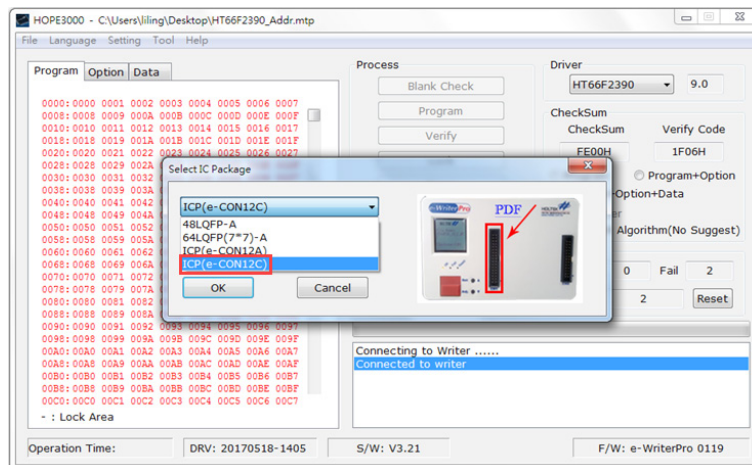 HOPE3000 - C:\Users\liling\Desktop\HT66F2390_Addr.mtp
File Language Setting Tool Help
Program Option Data
0000:0000 0001 0002 0003 0004 0005 0006 0007
0008:0008 0009 000A 000B 000C 000D 000E 000F
0010:0010 0011 0012 0013 0014 0015 0016 0017
0018:0018 0019 001A 001B 001C 001D 001E 001F
0020:0020 0021 0022 0023 0024 0025 0026 0027
0028:0028 0029 002A
0030:0030 0031 0032
0038:0038 0039 003A
0040:0040 0041 0042
0048:0048 0049 004A
0050:0050 0051 0052
0058:0058 0059 005A
0060:0060 0061 0062
0068:0068 0069 006A
0070:0070 0071 0072
0078:0078 0079 007A
0080:0080 0081 0082
0088:0088 0089 008A
0090:0090 0091 0092 0093 0094 0095 0096 0097
0098:0098 0099 009A 009B 009C 009D 009E 009F
00A0:00A0 00A1 00A2 00A3 00A4 00A5 00A6 00A7
00A8:00A8 00A9 00AA 00AB 00AC 00AD 00AE 00AF
00B0:00B0 00B1 00B2 00B3 00B4 00B5 00B6 00B7
00B8:00B8 00B9 00BA 00BB 00BC 00BD 00BE 00BF
00C0:00C0 00C1 00C2 00C3 00C4 00C5 00C6 00C7
- : Lock Area
Process
Blank Check
Program
Verify
Driver
HT66F2390 9.0
CheckSum
CheckSum Verify Code
FE00H 1F06H
Program+Option
Option+Data
Algorithm(No Suggest)
0 Fail 2
2 Reset
Select IC Package
ICP(e-CON12C)
48LQFP-A
64LQFP(7*7)-A
ICP(e-CON12A)
ICP(e-CON12C)
OK Cancel
e-WriterPro PDF HOLTEK
Connecting to Writer ......
Connected to writer
Operation Time: DRV: 20170518-1405 S/W: V3.21 F/W: e-WriterPro 0119